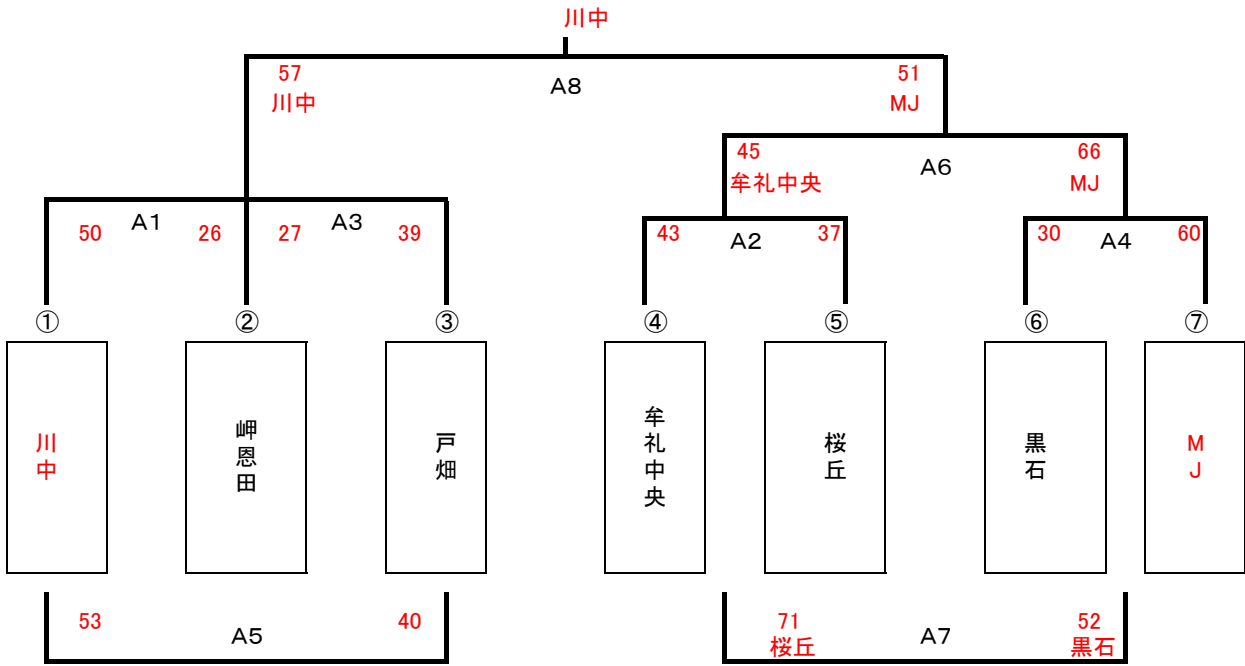 川中
57 A8 51
川中 MJ
45 A6 66
牟礼中央 MJ
50 A1 26 27 A3 39
43 A2 37 30 A4 60
① ② ③ ④ ⑤ ⑥ ⑦
川中
岬恩田
戸畑
牟礼中央
桜丘
黒石
MJ
53 A5 40
71 A7 52
桜丘 黒石